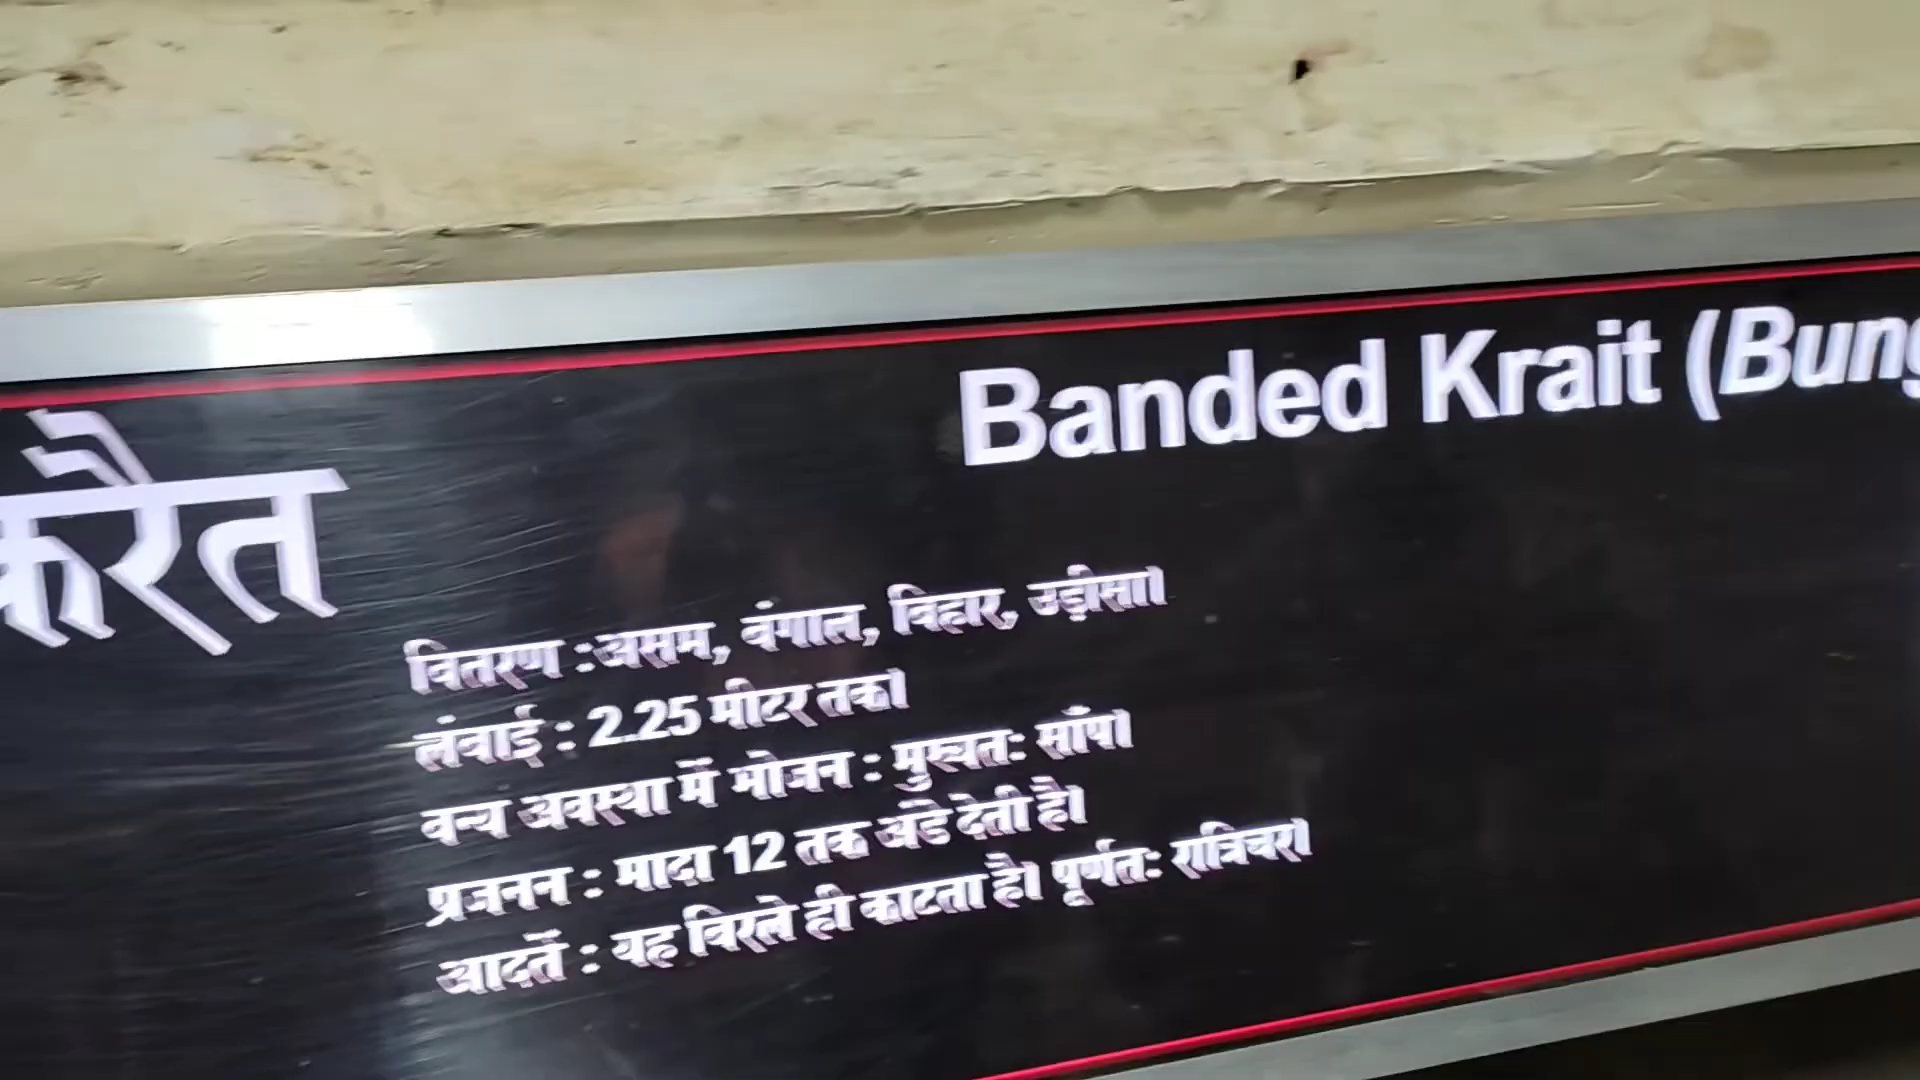 Banded Krait (Bung
करैत
वितरण : असम, बंगाल, बिहार, उड़ीसा।
लंबाई : 2.25 मीटर तक।
वन्य अवस्था में भोजन : मुख्यतः साँप।
प्रजनन : मादा 12 तक अंडे देती है।
आदतें : यह विरले ही काटता है। पूर्णतः रात्रिचर।